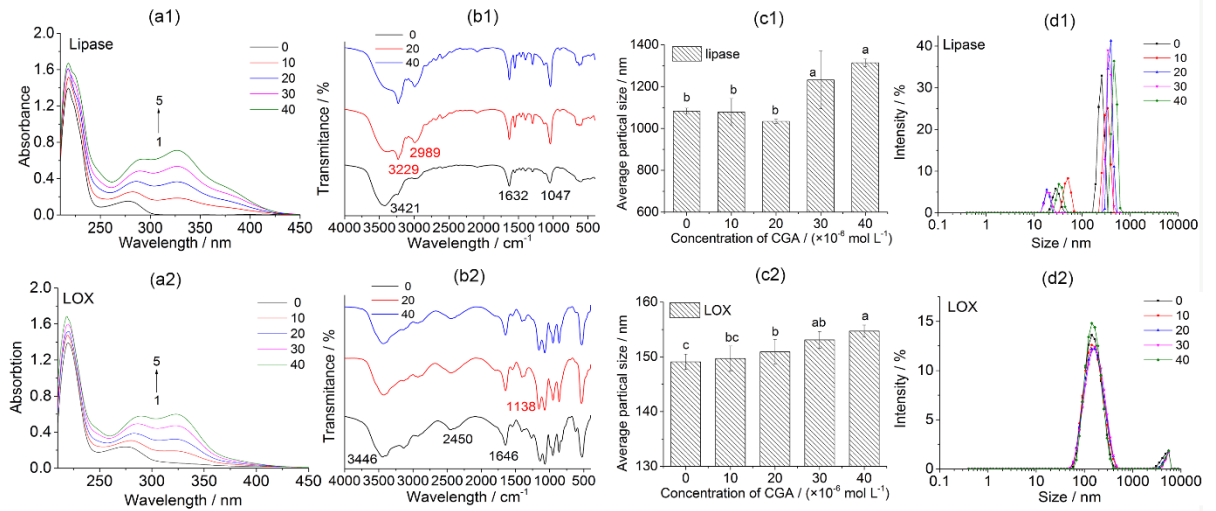 (a1)
Lipase
Absorbance
2.0
1.6
1.2
0.8
0.4
0.0
0
10
20
30
40
5
1
250 300 350 400 450
Wavelength / nm
(b1)
Transmitance / %
0
20
40
2989
3229
3421
1632
1047
4000 3500 3000 2500 2000 1500 1000 500
Wavelength / cm⁻¹
(c1)
lipase
Average partical size / nm
1400
1300
1200
1100
1000
900
800
700
600
b
b
b
a
a
0 10 20 30 40
Concentration of CGA / (×10⁻⁶ mol L⁻¹)
(d1)
Lipase
Intensity / %
40
30
20
10
0
0
10
20
30
40
0.1 1 10 100 1000 10000
Size / nm
(a2)
LOX
Absorbtion
2.0
1.6
1.2
0.8
0.4
0.0
0
10
20
30
40
5
1
250 300 350 400 450
Wavelength / nm
(b2)
Transmitance / %
0
20
40
1138
2450
3446
1646
4000 3500 3000 2500 2000 1500 1000 500
Wavelength / cm⁻¹
(c2)
LOX
Average partical size / nm
160
155
150
145
140
135
130
c
bc
b
ab
a
0 10 20 30 40
Concentration of CGA / (×10⁻⁶ mol L⁻¹)
(d2)
LOX
Intensity / %
15
10
5
0
0
10
20
30
40
0.1 1 10 100 1000 10000
Size / nm